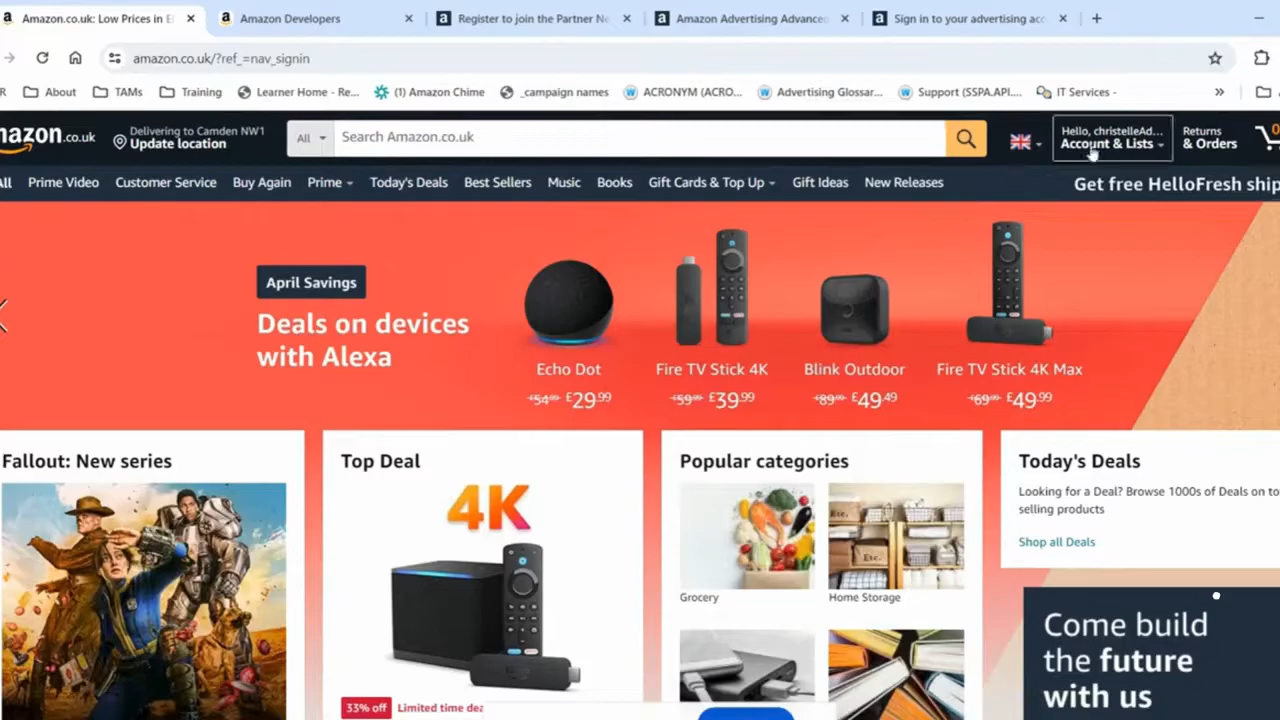 Amazon.co.uk: Low Prices in El
Amazon Developers
Register to join the Partner Ne
Amazon Advertising Advanced
Sign in to your advertising acc
amazon.co.uk/?ref_=nav_signin
R
About
TAMs
Training
Learner Home - Re...
(1) Amazon Chime
_campaign names
ACRONYM (ACRO...
Advertising Glossar...
Support (SSPA.API....
IT Services -
»
mazon.co.uk
Delivering to Camden NW1
Update location
All
Search Amazon.co.uk
Hello, christelleAd...
Account & Lists
Returns
& Orders
0
All
Prime Video
Customer Service
Buy Again
Prime
Today's Deals
Best Sellers
Music
Books
Gift Cards & Top Up
Gift Ideas
New Releases
Get free HelloFresh ship
April Savings
Deals on devices
with Alexa
Echo Dot
£54.99 £29.99
Fire TV Stick 4K
£59.99 £39.99
Blink Outdoor
£89.99 £49.49
Fire TV Stick 4K Max
£69.99 £49.99
Fallout: New series
Top Deal
4K
33% off
Limited time dea
Popular categories
Etc.
Etc.
Grocery
Home Storage
Today's Deals
Looking for a Deal? Browse 1000s of Deals on to
selling products
Shop all Deals
Come build
the future
with us